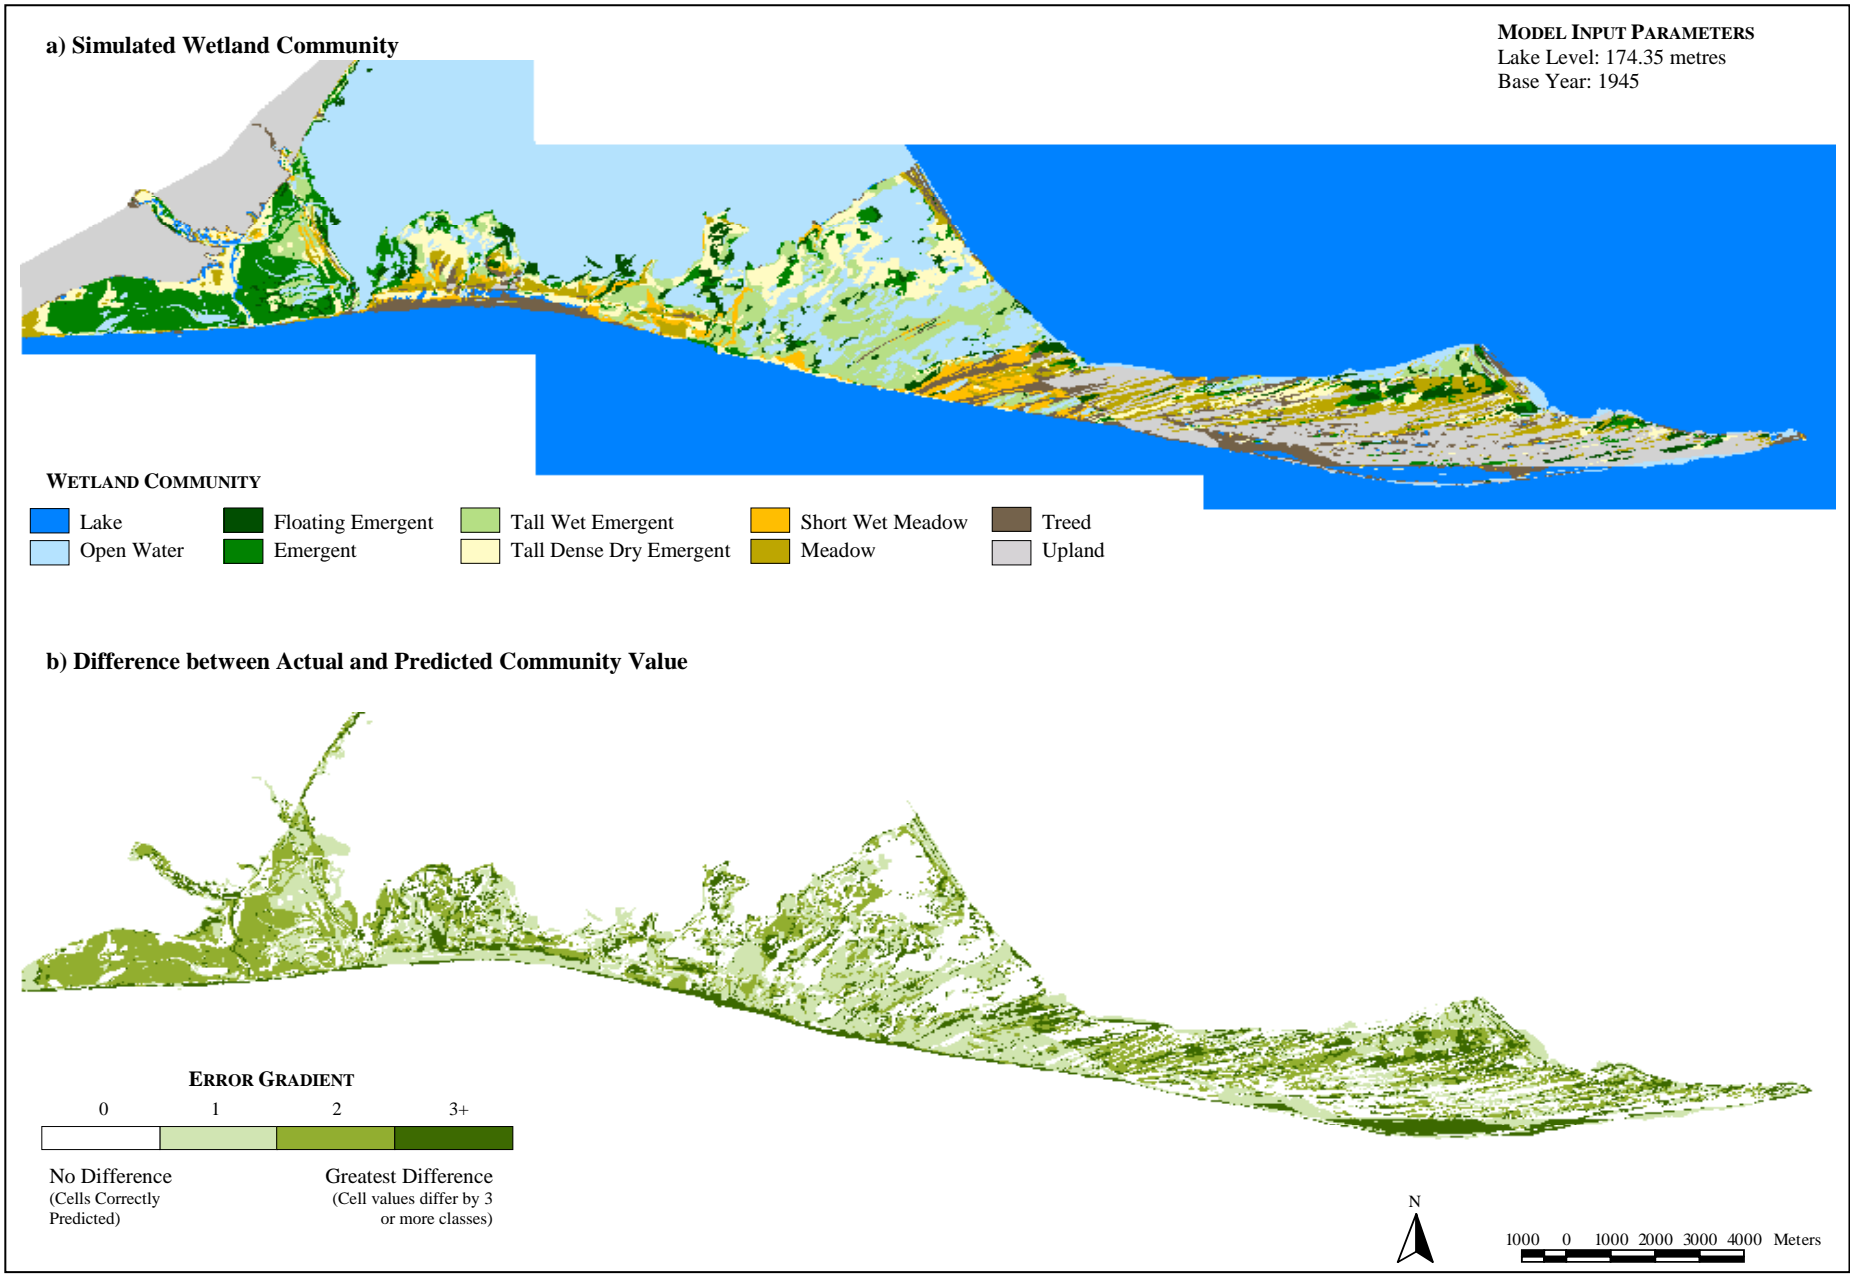 a) Simulated Wetland Community
MODEL INPUT PARAMETERS
Lake Level: 174.35 metres
Base Year: 1945
WETLAND COMMUNITY
Lake
Open Water
Floating Emergent
Emergent
Tall Wet Emergent
Tall Dense Dry Emergent
Short Wet Meadow
Meadow
Treed
Upland
b) Difference between Actual and Predicted Community Value
ERROR GRADIENT
0 1 2 3+
No Difference
(Cells Correctly
Predicted)
Greatest Difference
(Cell values differ by 3
or more classes)
N
1000 0 1000 2000 3000 4000 Meters